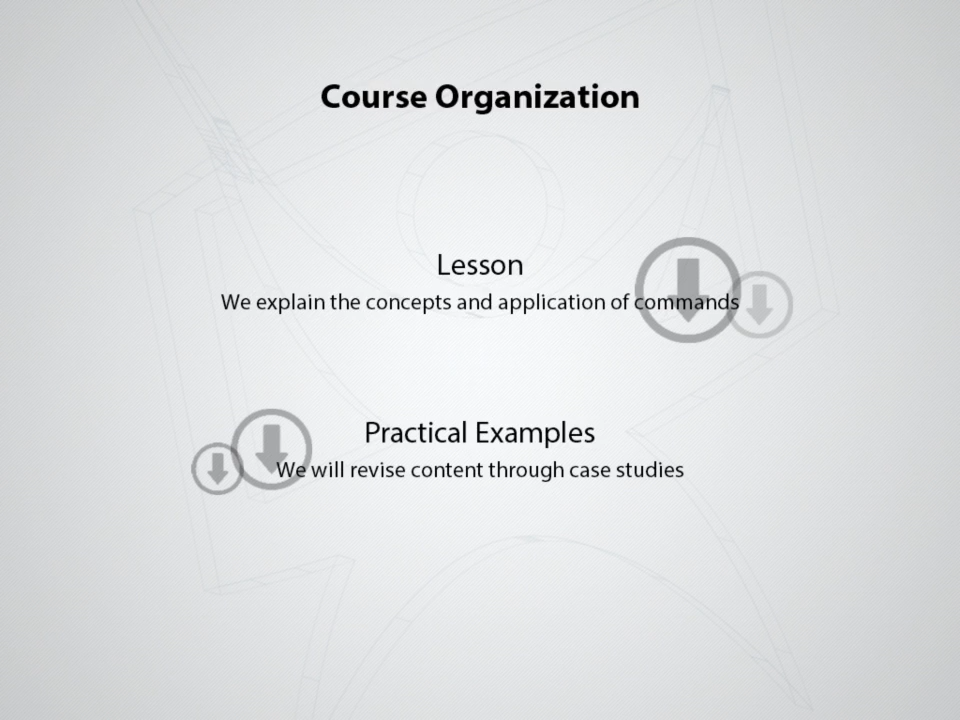 Course Organization
Lesson
We explain the concepts and application of commands
Practical Examples
We will revise content through case studies